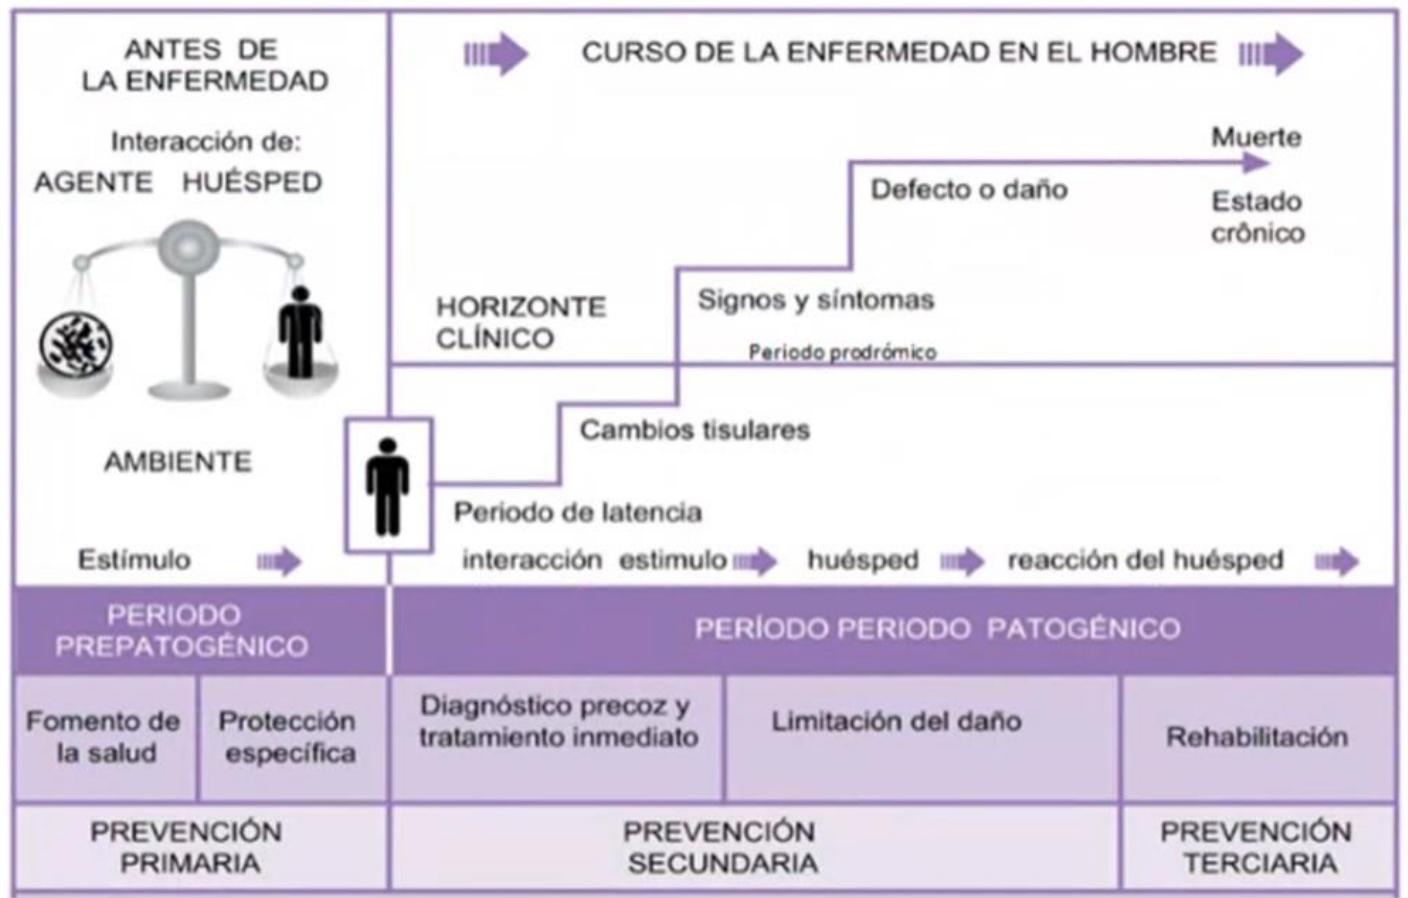 ANTES DE
LA ENFERMEDAD
Interacción de:
AGENTE HUÉSPED
AMBIENTE
Estímulo
CURSO DE LA ENFERMEDAD EN EL HOMBRE
Muerte
Defecto o daño
Estado
crônico
HORIZONTE
CLÍNICO
Signos y síntomas
Periodo prodrómico
Cambios tisulares
Periodo de latencia
interacción estimulo huésped reacción del huésped
PERIODO
PREPATOGÉNICO
PERÍODO PERIODO PATOGÉNICO
Fomento de
la salud
Protección
específica
Diagnóstico precoz y
tratamiento inmediato
Limitación del daño
Rehabilitación
PREVENCIÓN
PRIMARIA
PREVENCIÓN
SECUNDARIA
PREVENCIÓN
TERCIARIA